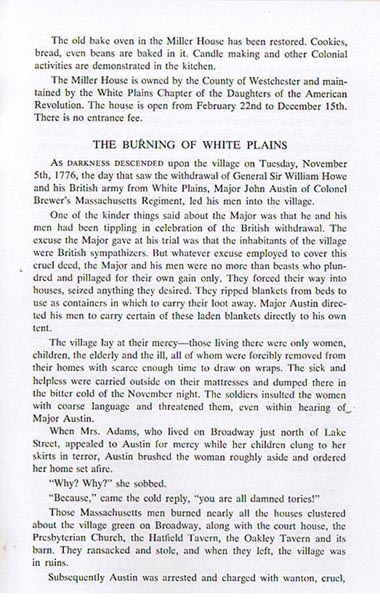 The old bake oven in the Miller House has been restored. Cookies,
bread, even beans are baked in it. Candle making and other Colonial
activities are demonstrated in the kitchen.
The Miller House is owned by the County of Westchester and main-
tained by the White Plains Chapter of the Daughters of the American
Revolution. The house is open from February 22nd to December 15th.
There is no entrance fee.
THE BURNING OF WHITE PLAINS
AS DARKNESS DESCENDED upon the village on Tuesday, November
5th, 1776, the day that saw the withdrawal of General Sir William Howe
and his British army from White Plains, Major John Austin of Colonel
Brewer's Massachusetts Regiment, led his men into the village.
One of the kinder things said about the Major was that he and his
men had been tippling in celebration of the British withdrawal. The
excuse the Major gave at his trial was that the inhabitants of the village
were British sympathizers. But whatever excuse employed to cover this
cruel deed, the Major and his men were no more than beasts who plun-
dred and pillaged for their own gain only. They forced their way into
houses, seized anything they desired. They ripped blankets from beds to
use as containers in which to carry their loot away. Major Austin direc-
ted his men to carry certain of these laden blankets directly to his own
tent.
The village lay at their mercy—those living there were only women,
children, the elderly and the ill, all of whom were forcibly removed from
their homes with scarce enough time to draw on wraps. The sick and
helpless were carried outside on their mattresses and dumped there in
the bitter cold of the November night. The soldiers insulted the women
with coarse language and threatened them, even within hearing of
Major Austin.
When Mrs. Adams, who lived on Broadway just north of Lake
Street, appealed to Austin for mercy while her children clung to her
skirts in terror, Austin brushed the woman roughly aside and ordered
her home set afire.
"Why? Why?" she sobbed.
"Because," came the cold reply, "you are all damned tories!"
Those Massachusetts men burned nearly all the houses clustered
about the village green on Broadway, along with the court house, the
Presbyterian Church, the Hatfield Tavern, the Oakley Tavern and its
barn. They ransacked and stole, and when they left, the village was
in ruins.
Subsequently Austin was arrested and charged with wanton, cruel,